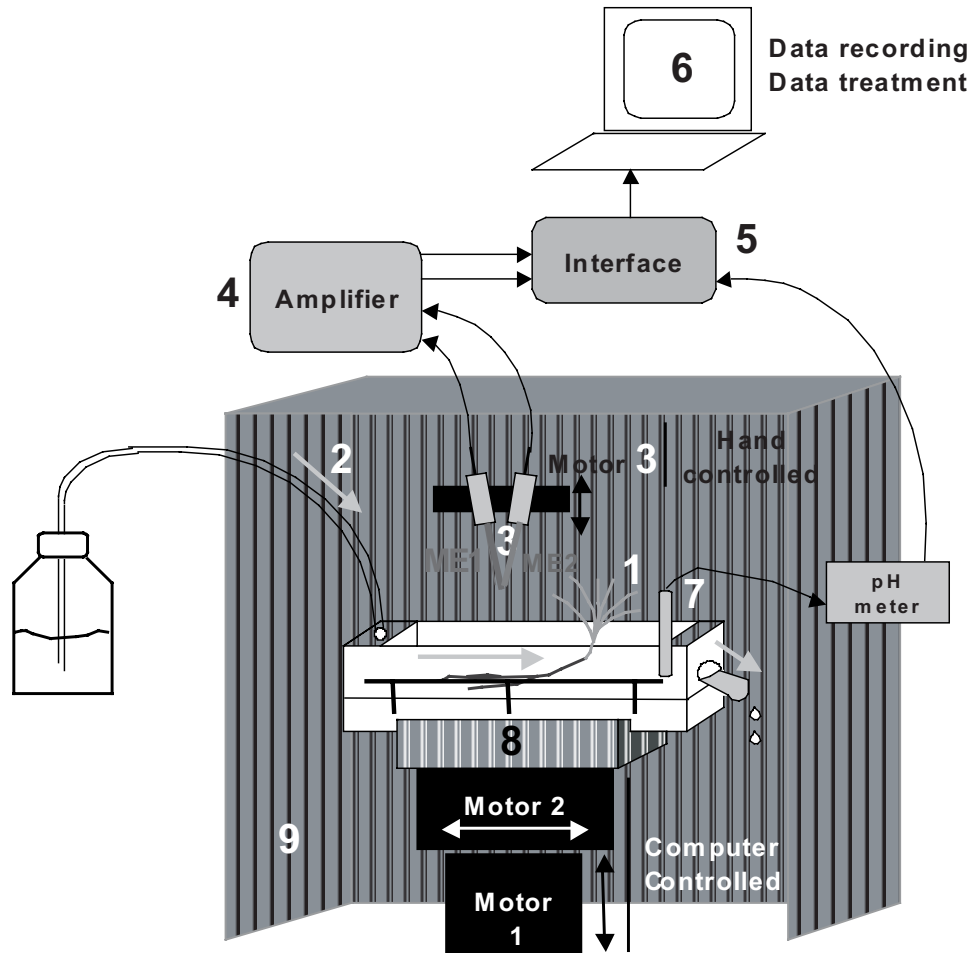 6
Data recording
Data treatment
5
Interface
4
Amplifier
2
Motor 3
Hand
controlled
3
ME1
ME2
1
7
pH
meter
8
Motor 2
9
Computer
Controlled
Motor
1